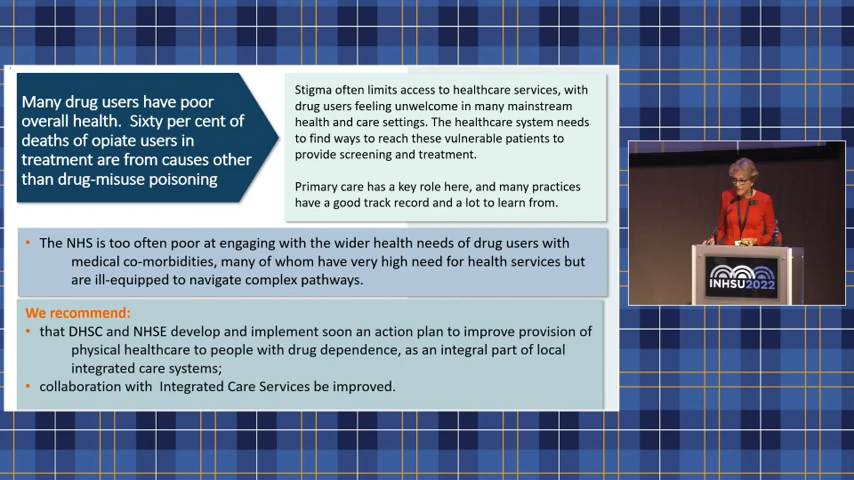 Many drug users have poor
overall health. Sixty per cent of
deaths of opiate users in
treatment are from causes other
than drug-misuse poisoning
Stigma often limits access to healthcare services, with
drug users feeling unwelcome in many mainstream
health and care settings. The healthcare system needs
to find ways to reach these vulnerable patients to
provide screening and treatment.
Primary care has a key role here, and many practices
have a good track record and a lot to learn from.
• The NHS is too often poor at engaging with the wider health needs of drug users with
medical co-morbidities, many of whom have very high need for health services but
are ill-equipped to navigate complex pathways.
We recommend:
• that DHSC and NHSE develop and implement soon an action plan to improve provision of
physical healthcare to people with drug dependence, as an integral part of local
integrated care systems;
• collaboration with Integrated Care Services be improved.
INHSU2022